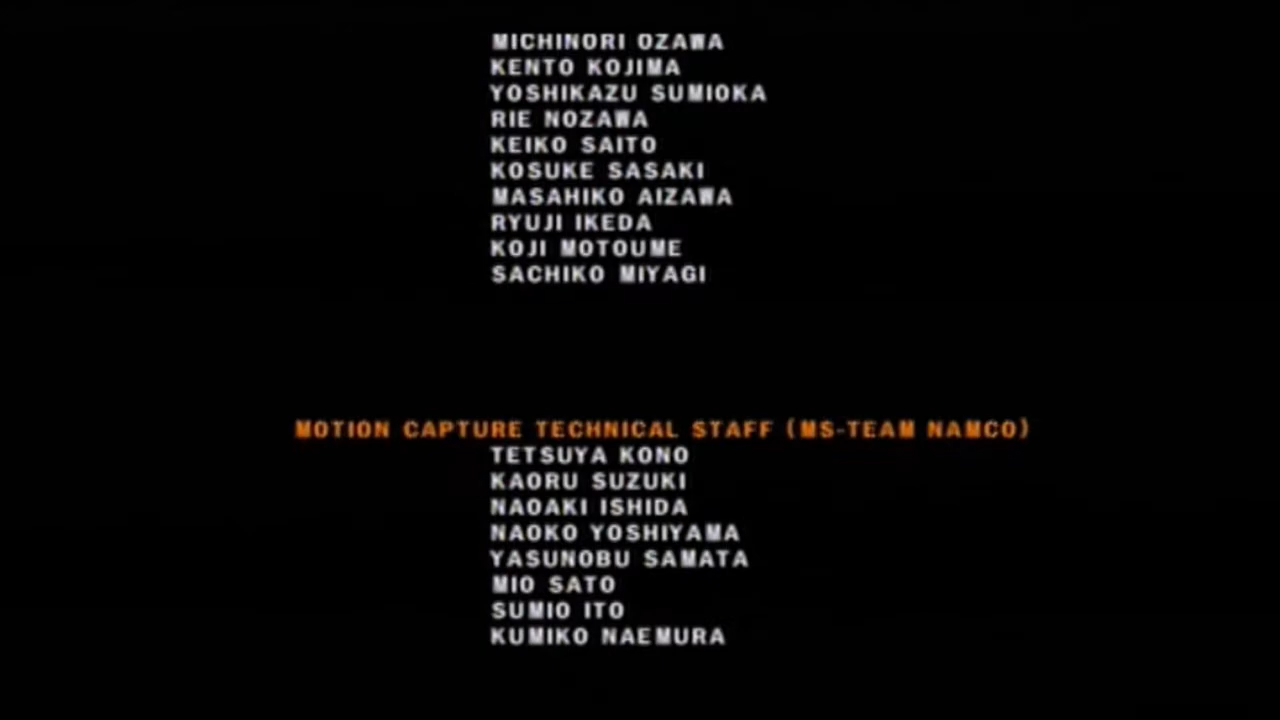 MICHINORI OZAWA
KENTO KOJIMA
YOSHIKAZU SUMIOKA
RIE NOZAWA
KEIKO SAITO
KOSUKE SASAKI
MASAHIKO AIZAWA
RYUJI IKEDA
KOJI MOTOUME
SACHIKO MIYAGI
MOTION CAPTURE TECHNICAL STAFF (MS-TEAM NAMCO)
TETSUYA KONO
KAORU SUZUKI
NAOAKI ISHIDA
NAOKO YOSHIYAMA
YASUNOBU SAMATA
MIO SATO
SUMIO ITO
KUMIKO NAEMURA